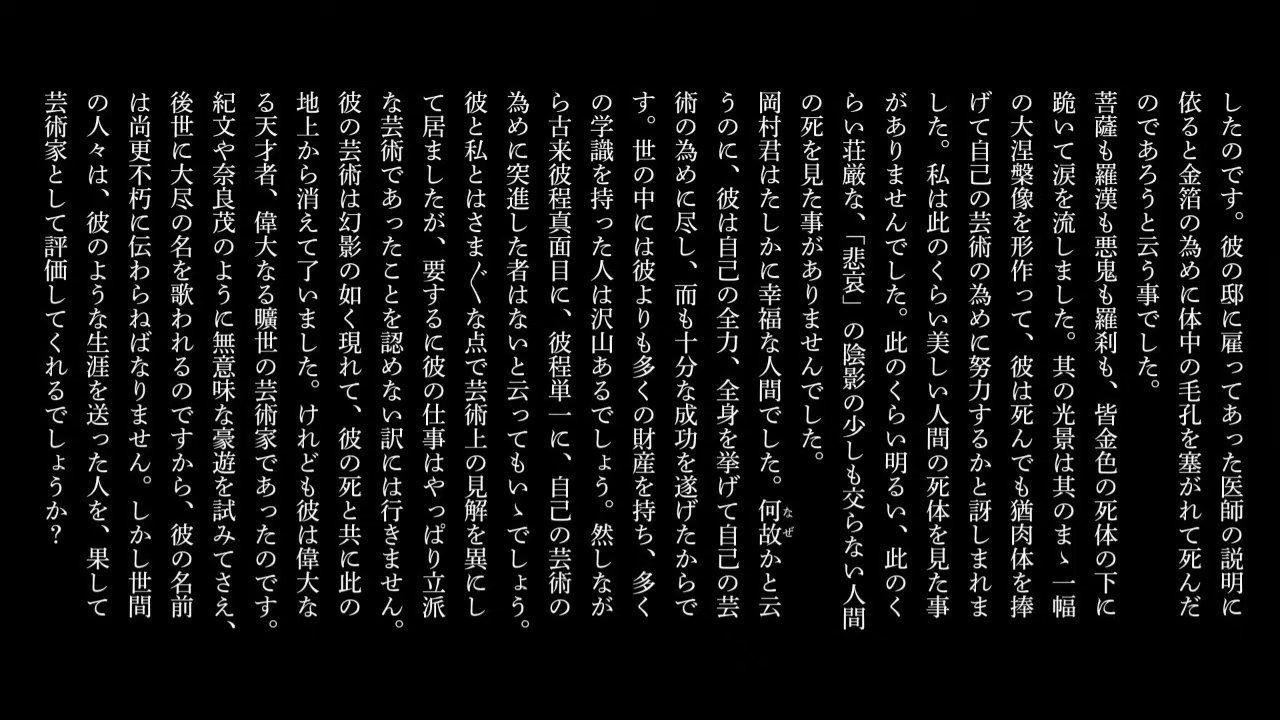 したのです。彼の邸に雇ってあった医師の説明に
依ると金箔の為めに体中の毛孔を塞がれて死んだ
のであろうと云う事でした。
菩薩も羅漢も悪鬼も羅刹も、皆金色の死体の下に
跪いて涙を流しました。其の光景は其のまゝ一幅
の大涅槃像を形作って、彼は死んでも猶肉体を捧
げて自己の芸術の為めに努力するかと訝しまれま
した。私は此のくらい美しい人間の死体を見た事
がありませんでした。此のくらい明るい、此のく
らい荘厳な、「悲哀」の陰影の少しも交らない人間
の死を見た事がありませんでした。
岡村君はたしかに幸福な人間でした。何故なぜかと云
うのに、彼は自己の全力、全身を挙げて自己の芸
術の為めに尽し、而も十分な成功を遂げたからで
す。世の中には彼よりも多くの財産を持ち、多く
の学識を持った人は沢山あるでしょう。然しなが
ら古来彼程真面目に、彼程単一に、自己の芸術の
為めに突進した者はないと云ってもいゝでしょう。
彼と私とはさま〴〵な点で芸術上の見解を異にし
て居ましたが、要するに彼の仕事はやっぱり立派
な芸術であったことを認めない訳には行きません。
彼の芸術は幻影の如く現れて、彼の死と共に此の
地上から消えて了いました。けれども彼は偉大な
る天才者、偉大なる曠世の芸術家であったのです。
紀文や奈良茂のように無意味な豪遊を試みてさえ、
後世に大尽の名を歌われるのですから、彼の名前
は尚更不朽に伝わらねばなりません。しかし世間
の人々は、彼のような生涯を送った人を、果して
芸術家として評価してくれるでしょうか？